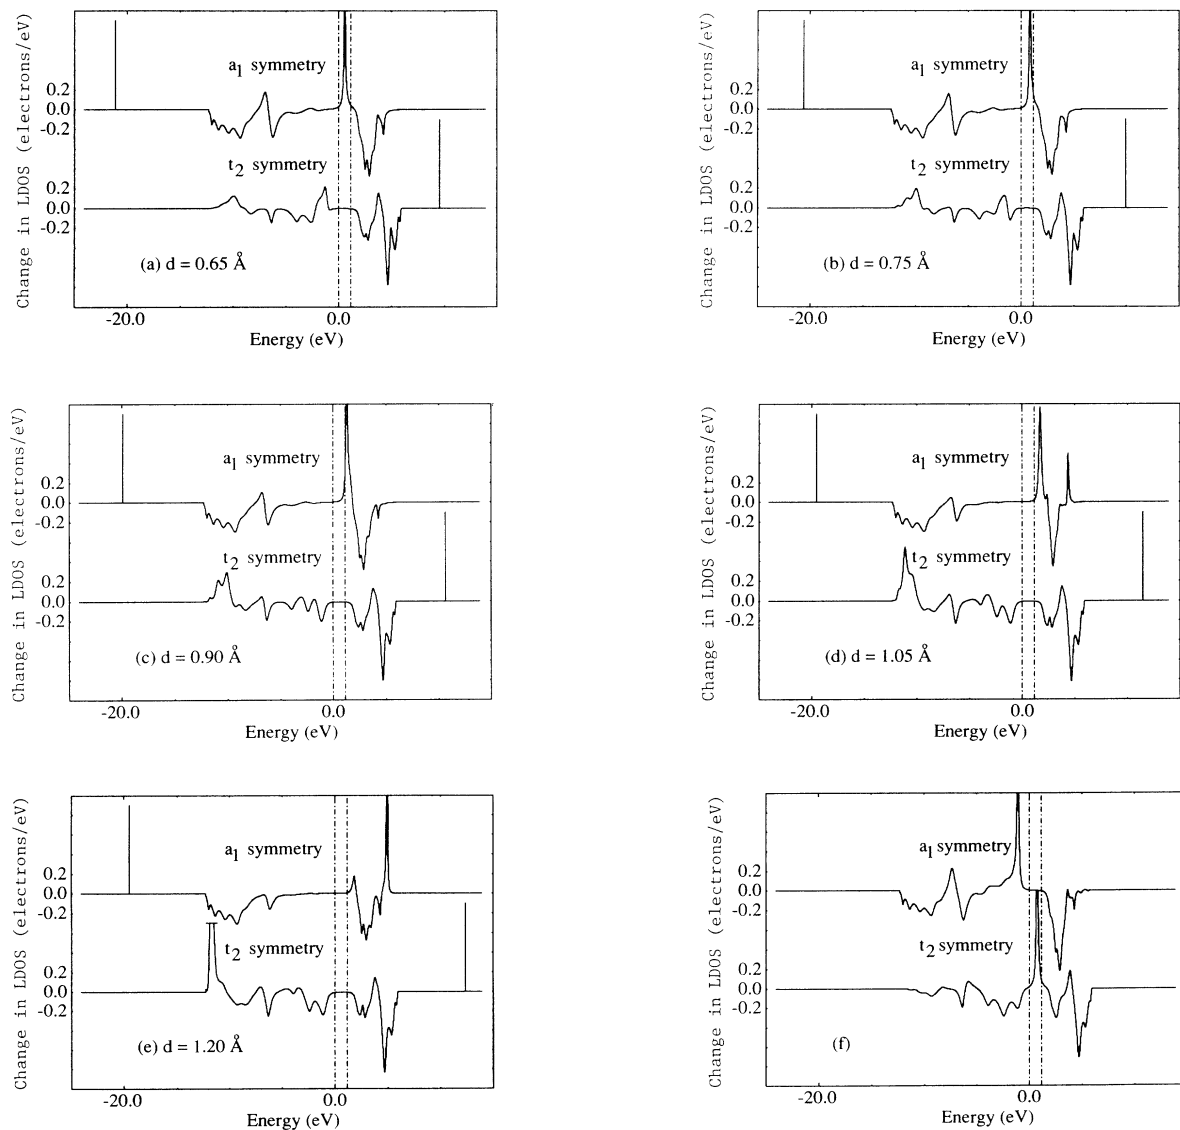 Change in LDOS (electrons/eV)
a1 symmetry
0.2
0.0
-0.2
t2 symmetry
0.2
0.0
-0.2
(a) d = 0.65 Å
-20.0
0.0
Energy (eV)
Change in LDOS (electrons/eV)
a1 symmetry
0.2
0.0
-0.2
t2 symmetry
0.2
0.0
-0.2
(b) d = 0.75 Å
-20.0
0.0
Energy (eV)
Change in LDOS (electrons/eV)
a1 symmetry
0.2
0.0
-0.2
t2 symmetry
0.2
0.0
-0.2
(c) d = 0.90 Å
-20.0
0.0
Energy (eV)
Change in LDOS (electrons/eV)
a1 symmetry
0.2
0.0
-0.2
t2 symmetry
0.2
0.0
-0.2
(d) d = 1.05 Å
-20.0
0.0
Energy (eV)
Change in LDOS (electrons/eV)
a1 symmetry
0.2
0.0
-0.2
t2 symmetry
0.2
0.0
-0.2
(e) d = 1.20 Å
-20.0
0.0
Energy (eV)
Change in LDOS (electrons/eV)
a1 symmetry
0.2
0.0
-0.2
t2 symmetry
0.2
0.0
-0.2
(f)
-20.0
0.0
Energy (eV)